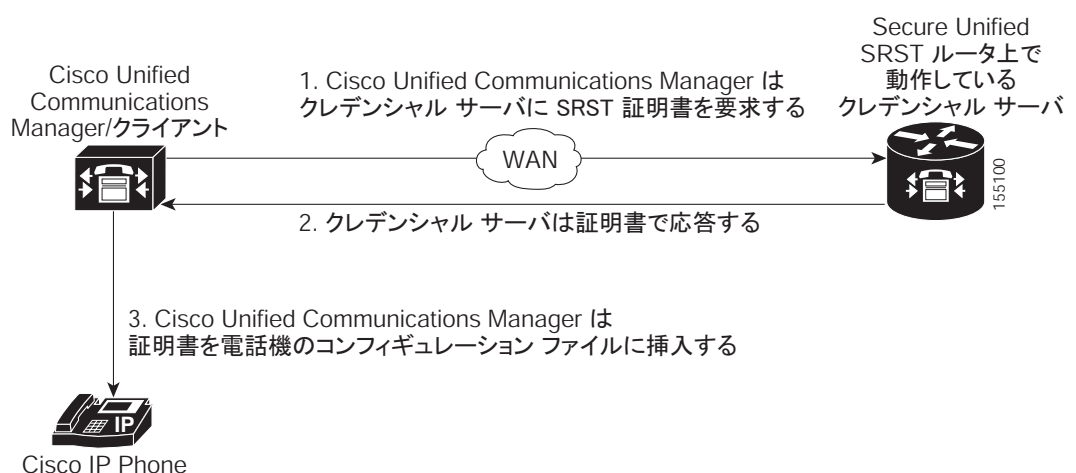 Cisco Unified
Communications
Manager/クライアント
1. Cisco Unified Communications Manager は
クレデンシャル サーバに SRST 証明書を要求する
Secure Unified
SRST ルータ上で
動作している
クレデンシャル サーバ
WAN
155100
2. クレデンシャル サーバは証明書で応答する
3. Cisco Unified Communications Manager は
証明書を電話機のコンフィギュレーション ファイルに挿入する
IP
Cisco IP Phone